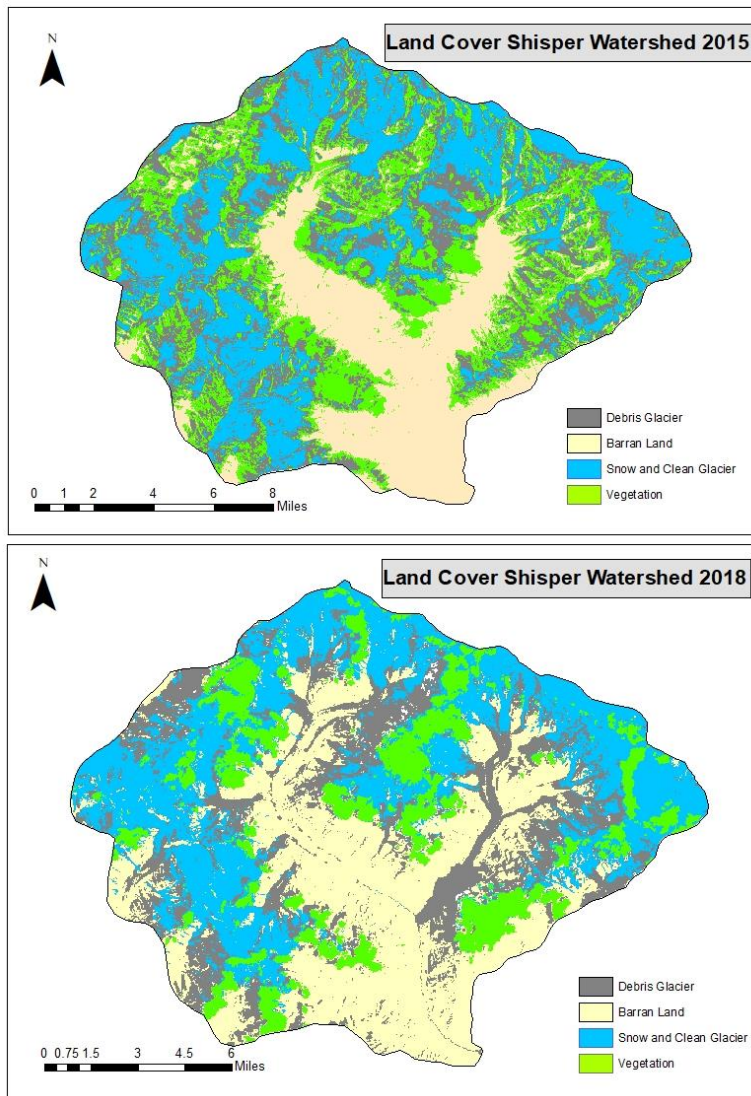 Land Cover Shisper Watershed 2015
N
Debris Glacier
Barran Land
Snow and Clean Glacier
Vegetation
0 1 2 4 6 8
Miles
Land Cover Shisper Watershed 2018
N
Debris Glacier
Barran Land
Snow and Clean Glacier
Vegetation
0 0.75 1.5 3 4.5 6
Miles